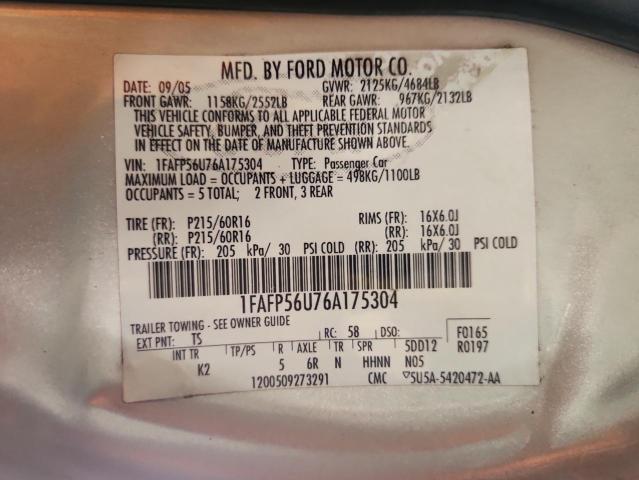 MFD. BY FORD MOTOR CO.
DATE: 09/05 GVWR: 2125KG/4684LB
FRONT GAWR: 1158KG/2552LB REAR GAWR: 967KG/2132LB
THIS VEHICLE CONFORMS TO ALL APPLICABLE FEDERAL MOTOR
VEHICLE SAFETY, BUMPER, AND THEFT PREVENTION STANDARDS
IN EFFECT ON THE DATE OF MANUFACTURE SHOWN ABOVE.
VIN: 1FAFP56U76A175304 TYPE: Passenger Car
MAXIMUM LOAD = OCCUPANTS + LUGGAGE = 498KG/1100LB
OCCUPANTS = 5 TOTAL; 2 FRONT, 3 REAR
TIRE (FR): P215/60R16 RIMS (FR): 16X6.0J
(RR): P215/60R16 (RR): 16X6.0J
PRESSURE (FR): 205 kPa/ 30 PSI COLD (RR): 205 kPa/ 30 PSI COLD
1FAFP56U76A175304
TRAILER TOWING - SEE OWNER GUIDE
EXT PNT: TS RC: 58 DSO: F0165
INT TR TP/PS R AXLE TR SPR 5DD12 R0197
K2 5 6R N HHNN N05
1200509273291 CMC ▽5U5A-5420472-AA